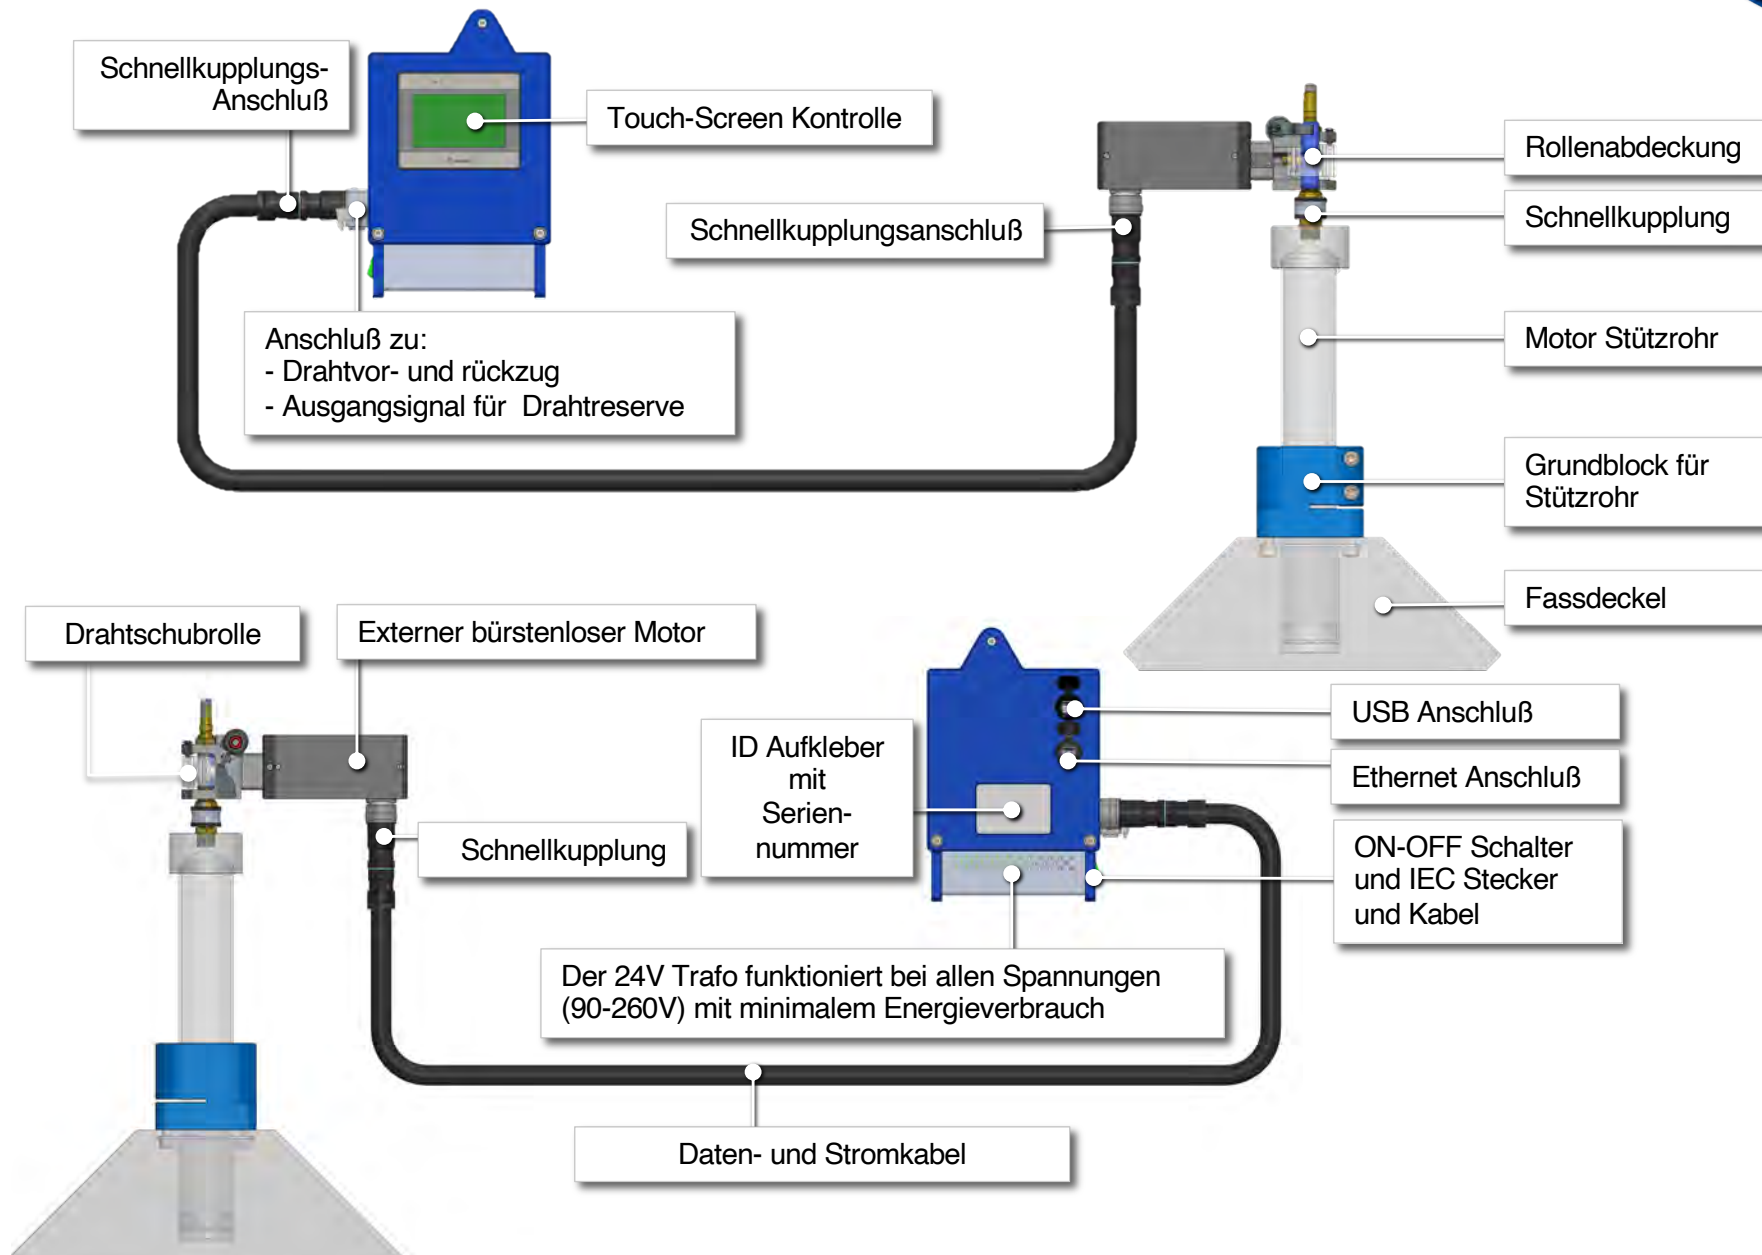 Schnellkupplungs-
Anschluß
Touch-Screen Kontrolle
Rollenabdeckung
Schnellkupplung
Schnellkupplungsanschluß
Anschluß zu:
- Drahtvor- und rückzug
- Ausgangsignal für Drahtreserve
Motor Stützrohr
Grundblock für
Stützrohr
Fassdeckel
Drahtschubrolle
Externer bürstenloser Motor
USB Anschluß
ID Aufkleber
mit
Serien-
nummer
Ethernet Anschluß
Schnellkupplung
ON-OFF Schalter
und IEC Stecker
und Kabel
Der 24V Trafo funktioniert bei allen Spannungen
(90-260V) mit minimalem Energieverbrauch
Daten- und Stromkabel